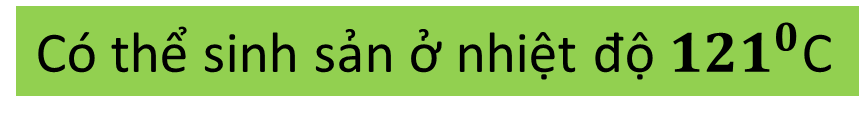 Có thể sinh sản ở nhiệt độ 121⁰C